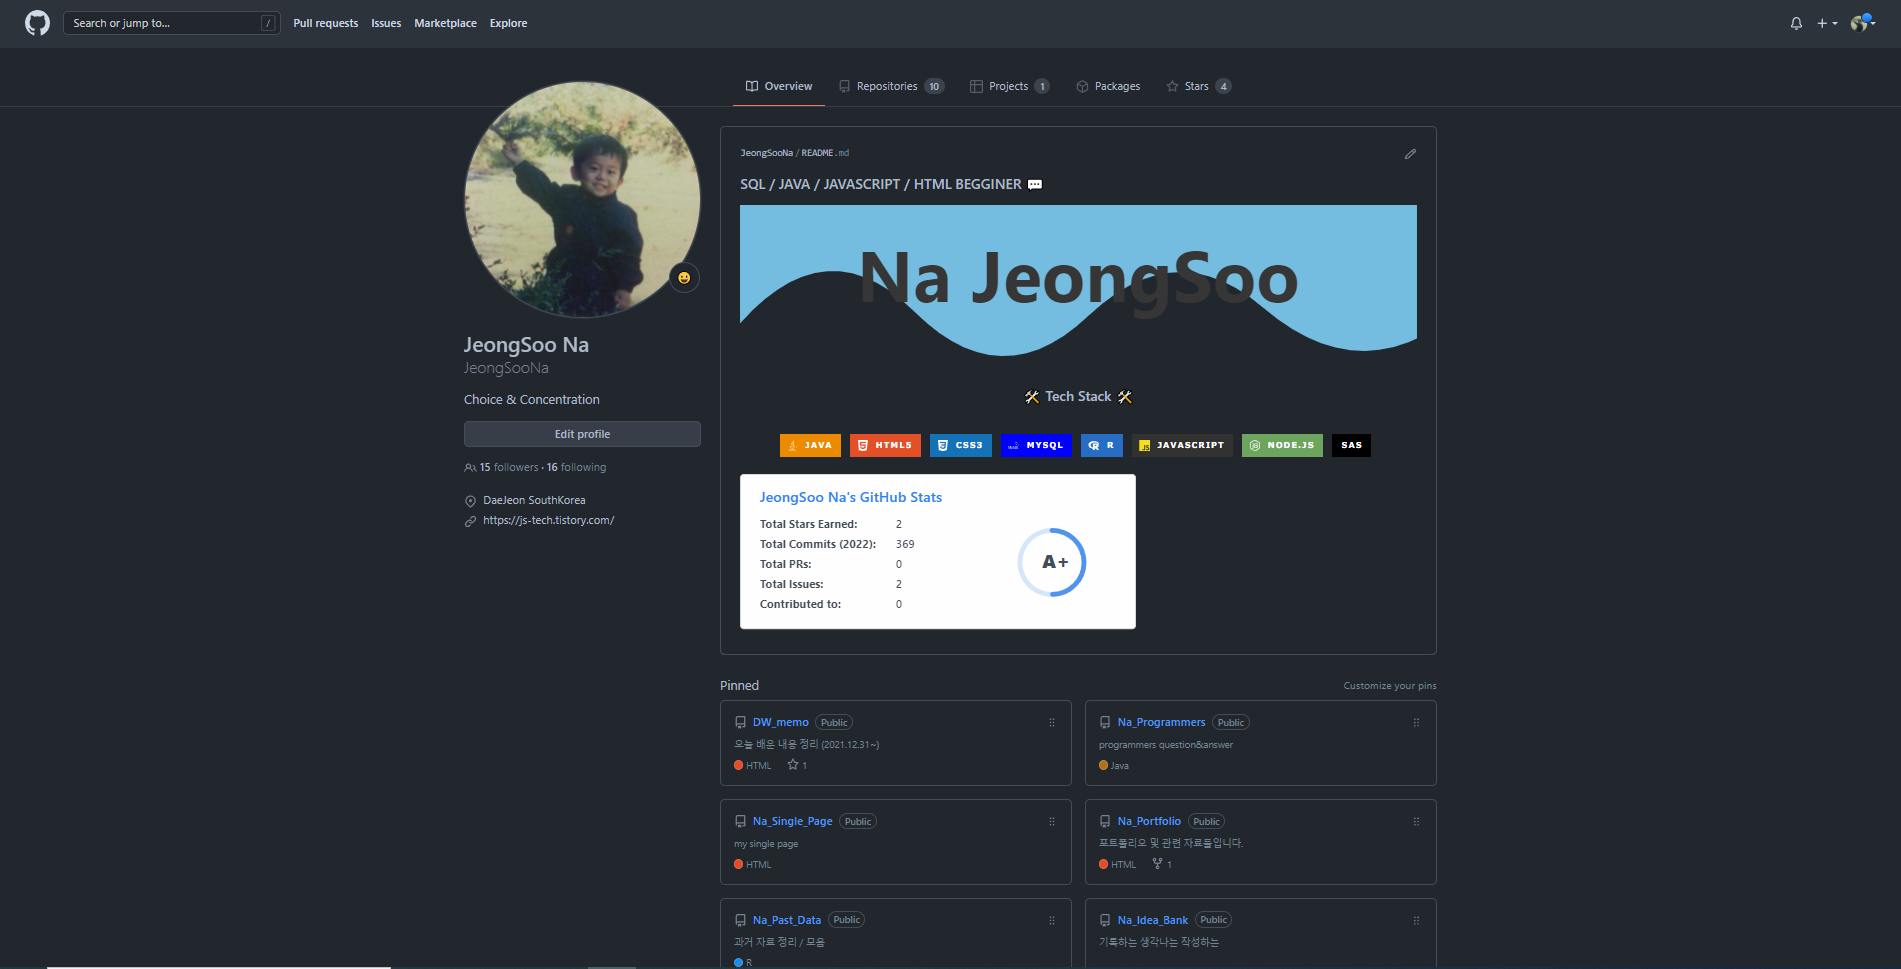 Search or jump to... /
Pull requests Issues Marketplace Explore
Overview Repositories 10 Projects 1 Packages Stars 4
JeongSoo Na
JeongSooNa
Choice & Concentration
Edit profile
15 followers · 16 following
DaeJeon SouthKorea
https://js-tech.tistory.com/
JeongSooNa / README.md
SQL / JAVA / JAVASCRIPT / HTML BEGGINER
Na JeongSoo
Tech Stack
JAVA HTML5 CSS3 MYSQL R JAVASCRIPT NODE.JS SAS
JeongSoo Na's GitHub Stats
Total Stars Earned: 2
Total Commits (2022): 369
Total PRs: 0
Total Issues: 2
Contributed to: 0
A+
Pinned
Customize your pins
DW_memo Public
오늘 배운 내용 정리 (2021.12.31~)
HTML 1
Na_Programmers Public
programmers question&answer
Java
Na_Single_Page Public
my single page
HTML
Na_Portfolio Public
포트폴리오 및 관련 자료들입니다.
HTML 1
Na_Past_Data Public
과거 자료 정리 / 모음
R
Na_Idea_Bank Public
기록하는 생각나는 작성하는